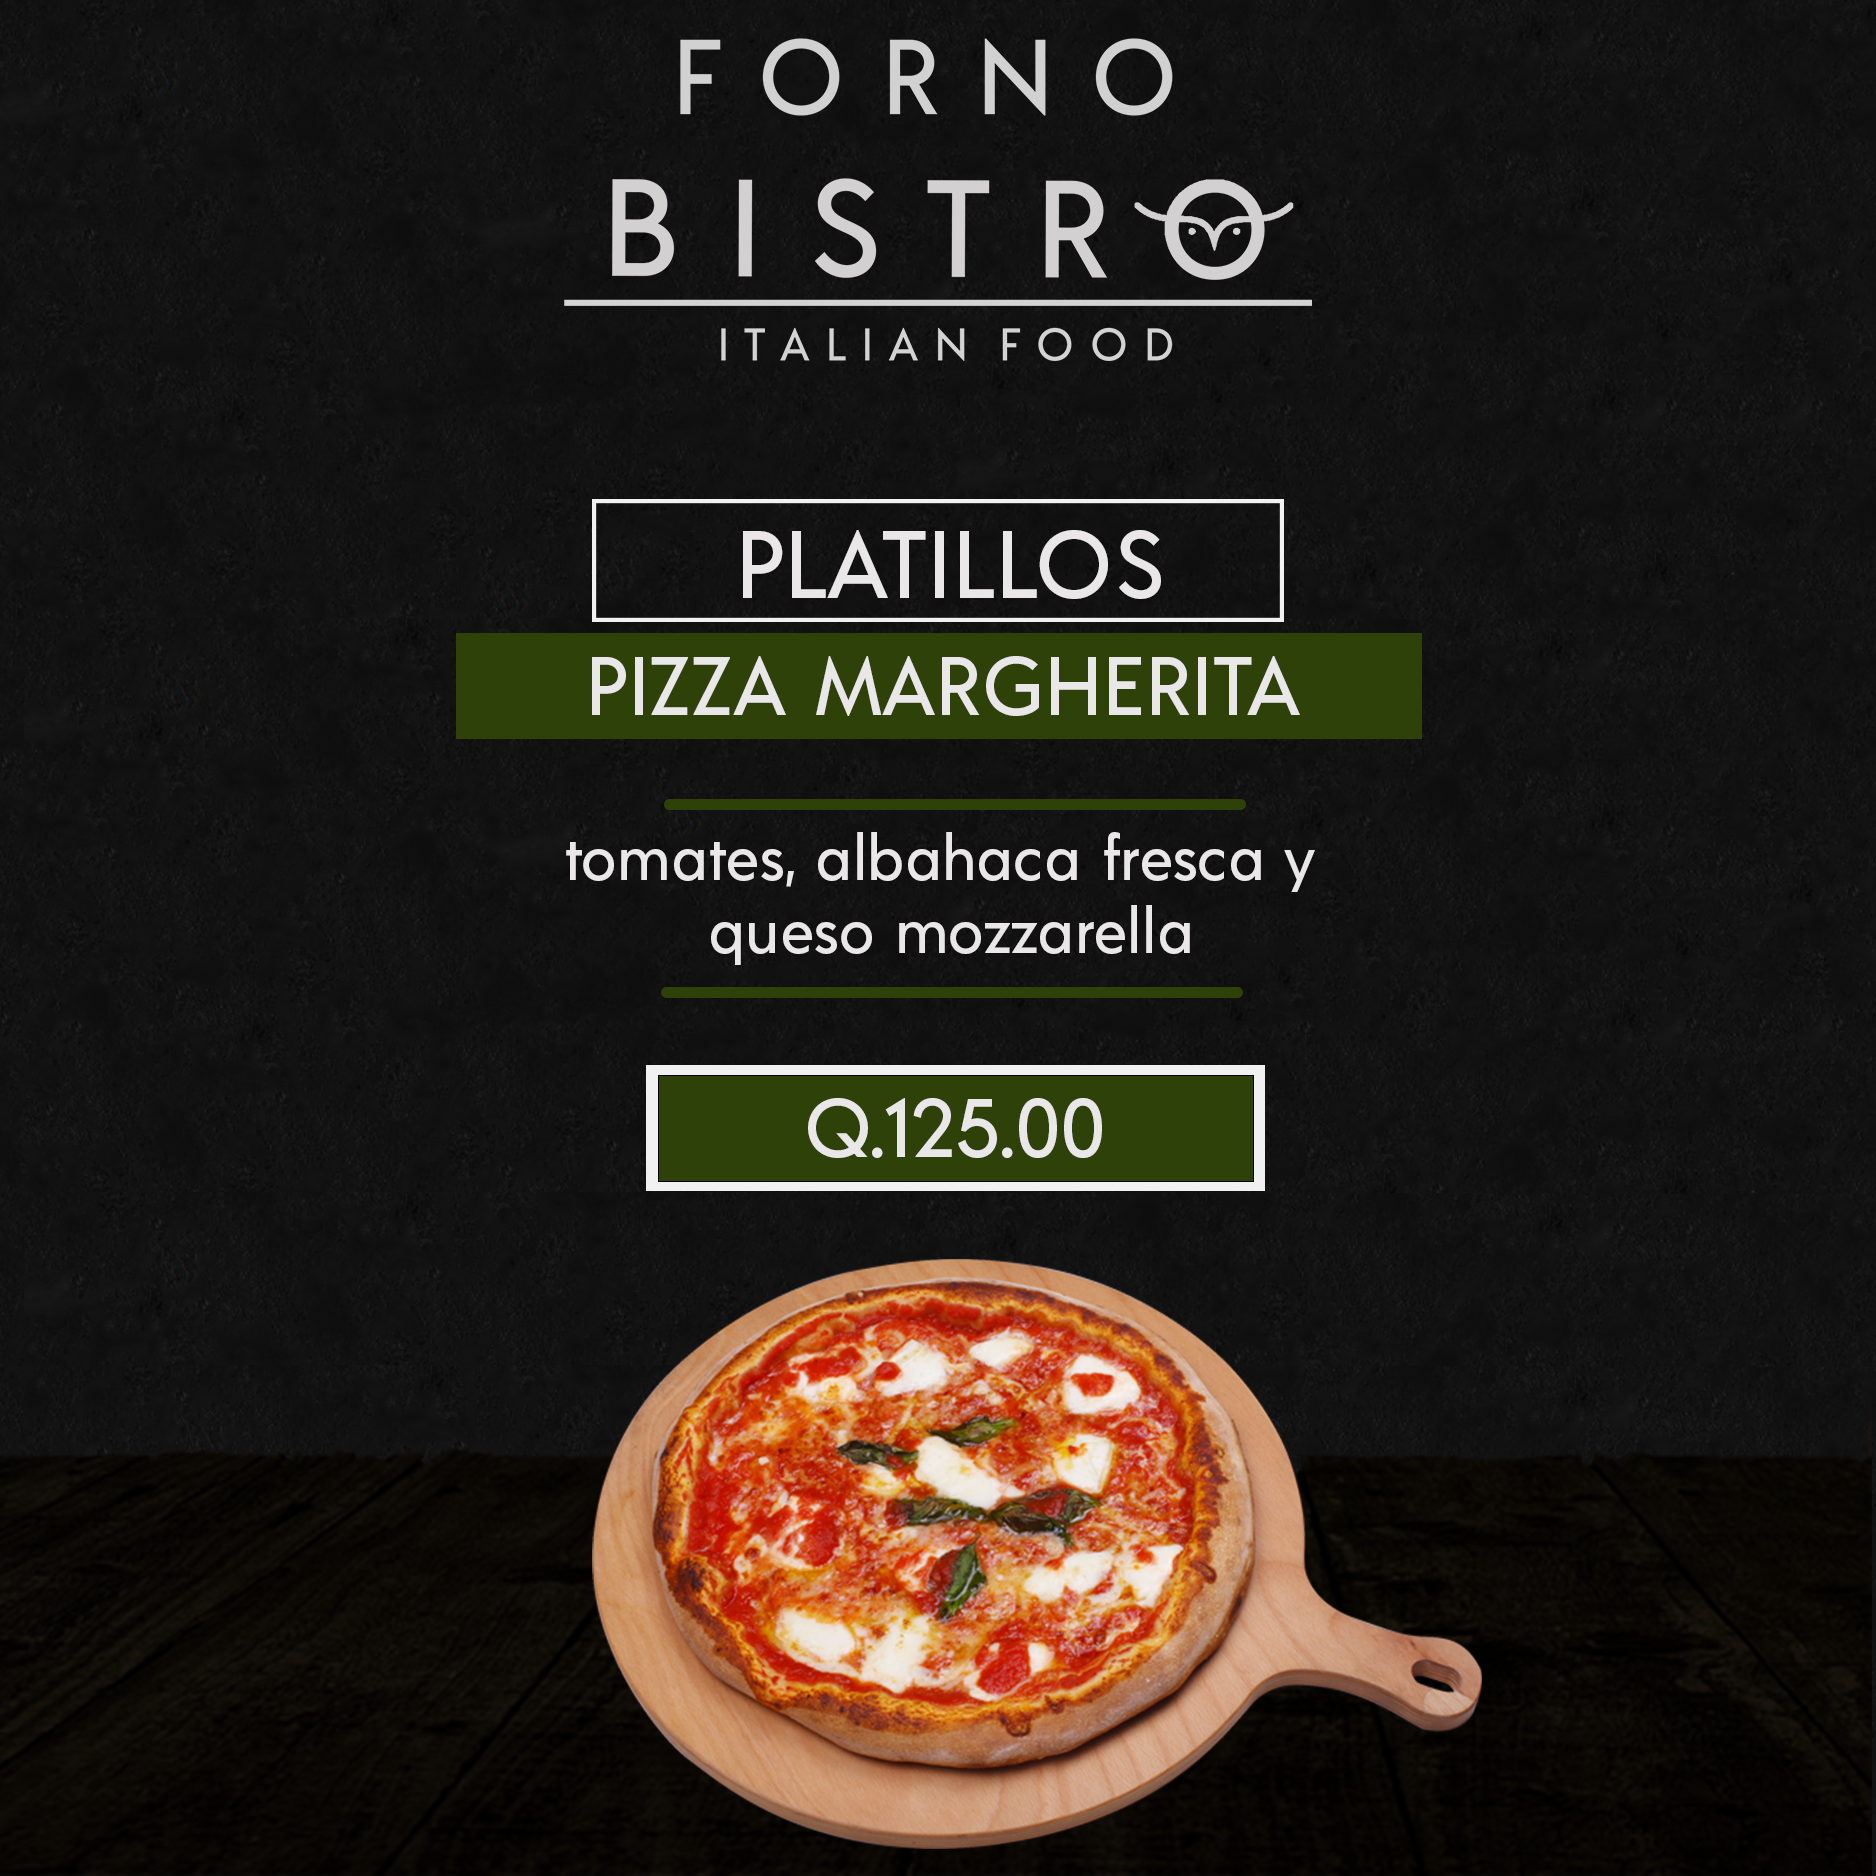 FORNO
BISTRO
ITALIAN FOOD
PLATILLOS
PIZZA MARGHERITA
tomates, albahaca fresca y
queso mozzarella
Q.125.00